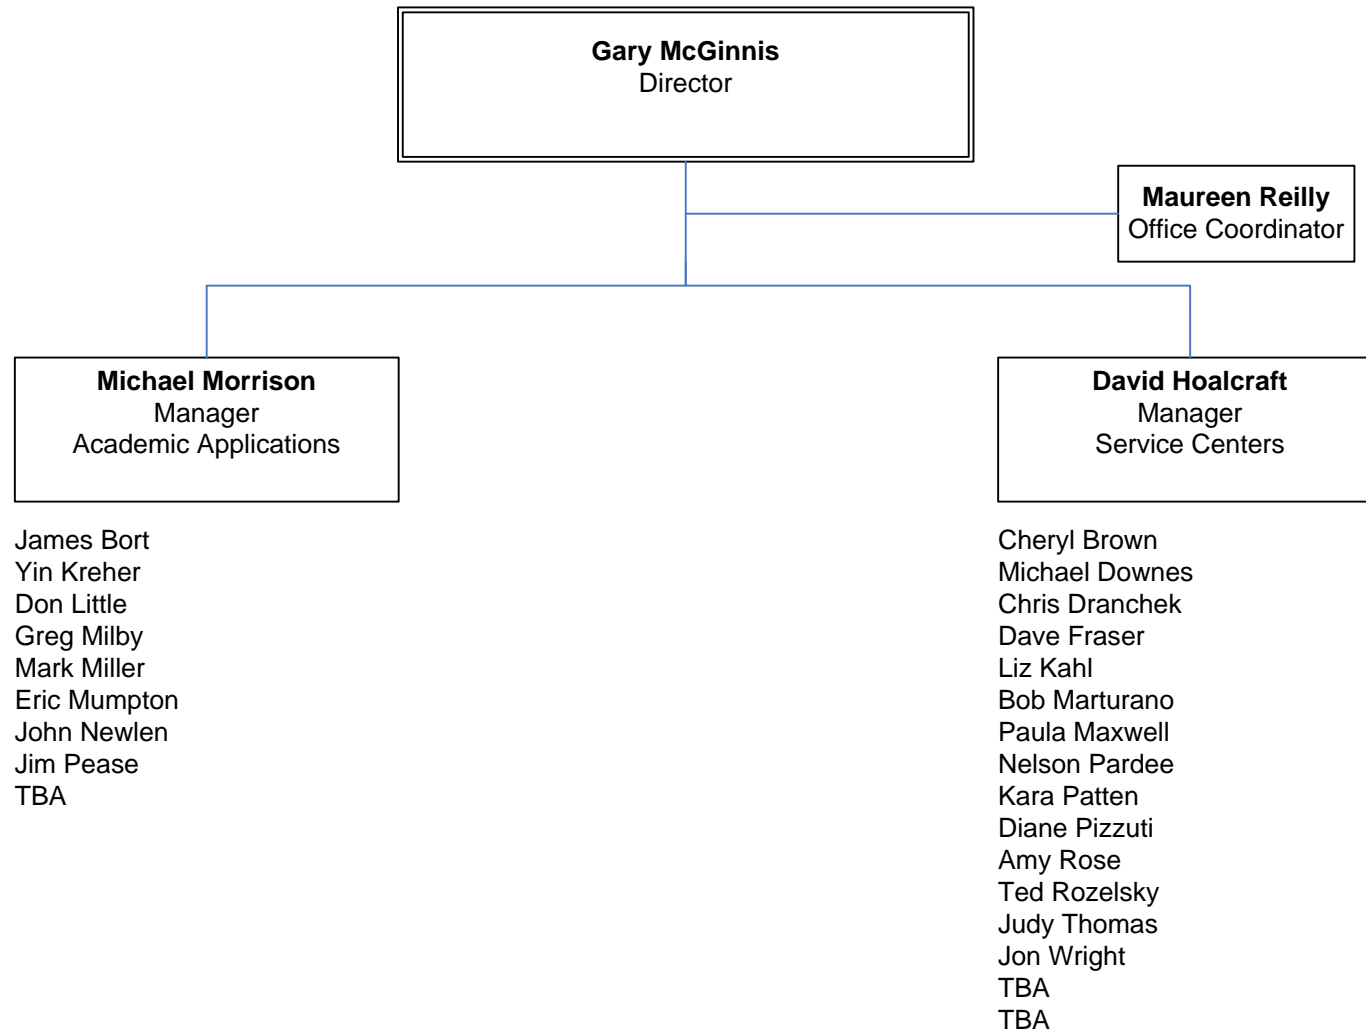 Gary McGinnis
Director
Maureen Reilly
Office Coordinator
Michael Morrison
Manager
Academic Applications
David Hoalcraft
Manager
Service Centers
James Bort
Yin Kreher
Don Little
Greg Milby
Mark Miller
Eric Mumpton
John Newlen
Jim Pease
TBA
Cheryl Brown
Michael Downes
Chris Dranchek
Dave Fraser
Liz Kahl
Bob Marturano
Paula Maxwell
Nelson Pardee
Kara Patten
Diane Pizzuti
Amy Rose
Ted Rozelsky
Judy Thomas
Jon Wright
TBA
TBA